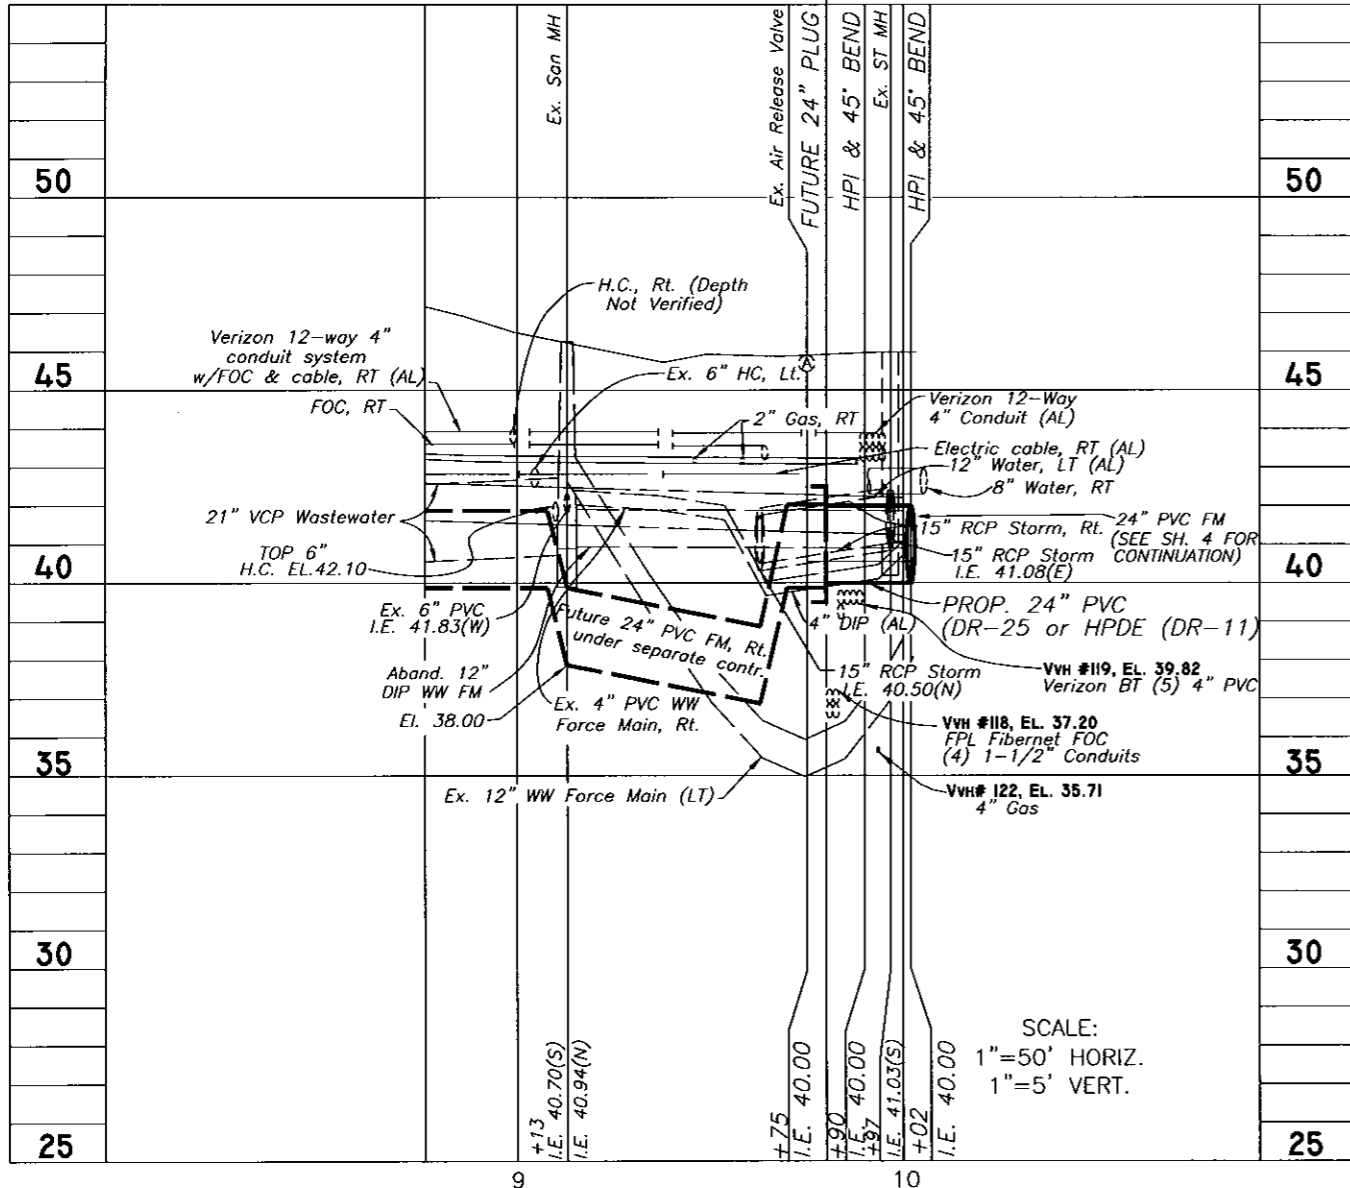 Ex. San MH
Ex. Air Release Valve
FUTURE 24" PLUG
HPI & 45° BEND
Ex. ST MH
HPI & 45° BEND
50
50
H.C., Rt. (Depth
Not Verified)
Verizon 12-way 4"
conduit system
w/FOC & cable, RT (AL)
FOC, RT
45
45
Ex. 6" HC, Lt.
A
2" Gas, RT
Verizon 12-Way
4" Conduit (AL)
Electric cable, RT (AL)
12" Water, LT (AL)
8" Water, RT
21" VCP Wastewater
15" RCP Storm, Rt.
24" PVC FM
(SEE SH. 4 FOR
CONTINUATION)
TOP 6"
H.C. EL.42.10
15" RCP Storm
I.E. 41.08(E)
40
40
Ex. 6" PVC
I.E. 41.83(W)
Future 24" PVC FM, Rt.
under separate contr.
4" DIP (AL)
PROP. 24" PVC
(DR-25 or HPDE (DR-11)
Aband. 12"
DIP WW FM
El. 38.00
Ex. 4" PVC WW
Force Main, Rt.
15" RCP Storm
I.E. 40.50(N)
VVH #119, EL. 39.82
Verizon BT (5) 4" PVC
VVH #118, EL. 37.20
FPL Fibernet FOC
(4) 1-1/2" Conduits
35
35
Ex. 12" WW Force Main (LT)
VVH# 122, EL. 35.71
4" Gas
30
30
SCALE:
1"=50' HORIZ.
1"=5' VERT.
25
25
+13
I.E. 40.70(S)
I.E. 40.94(N)
+75
I.E. 40.00
+90
I.E. 40.00
+97
I.E. 41.03(S)
+02
I.E. 40.00
9
10